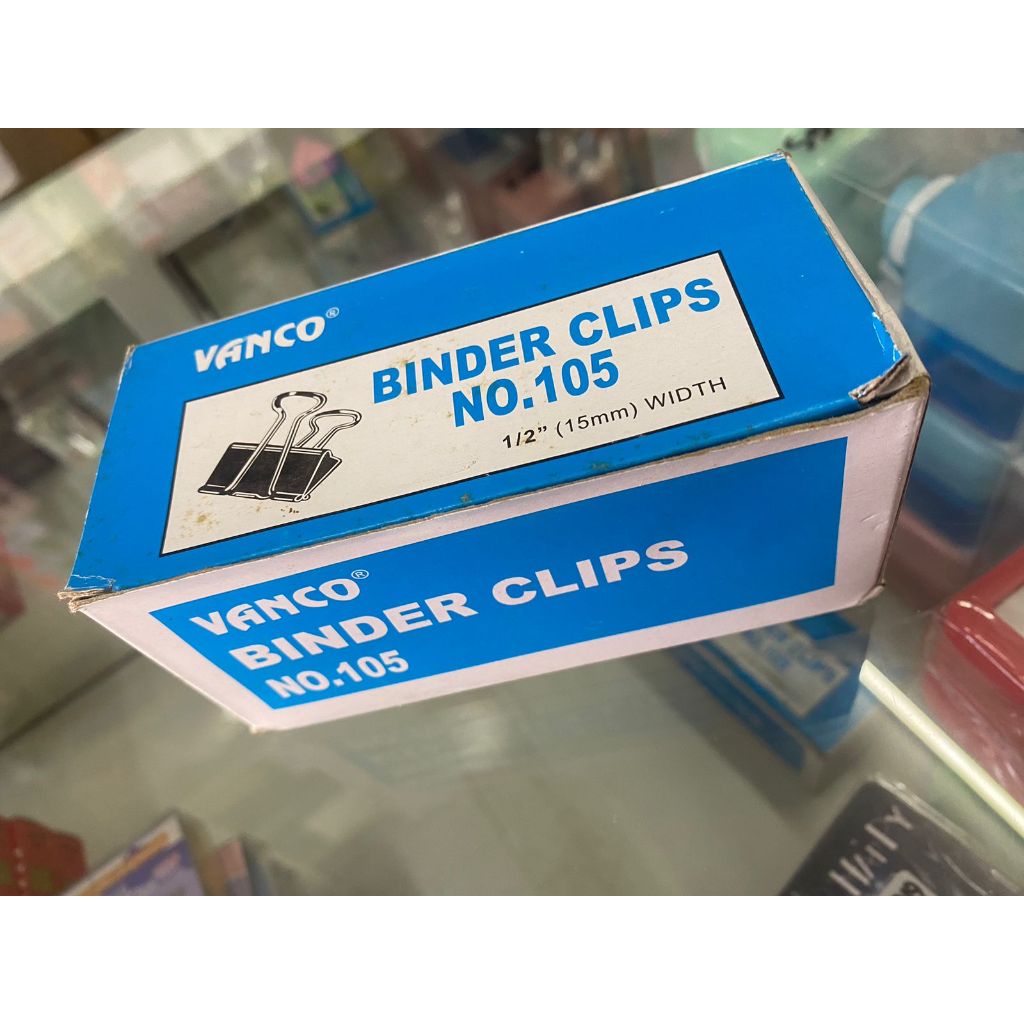 VANCO®
BINDER CLIPS
NO.105
1/2” (15mm) WIDTH
VANCO®
BINDER CLIPS
NO.105